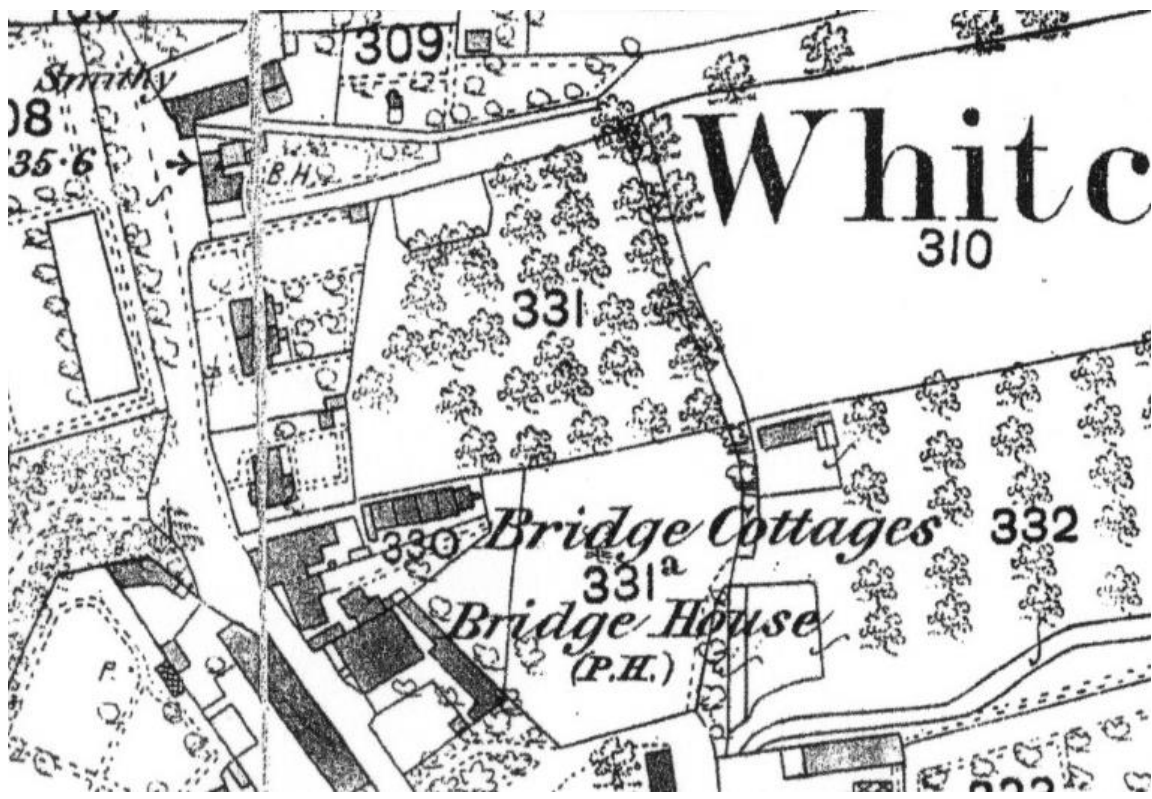 309
Smithy
08
35·6
B.H.
Whitc
310
331
Bridge Cottages
332
330
331a
Bridge House
(P.H.)
P.